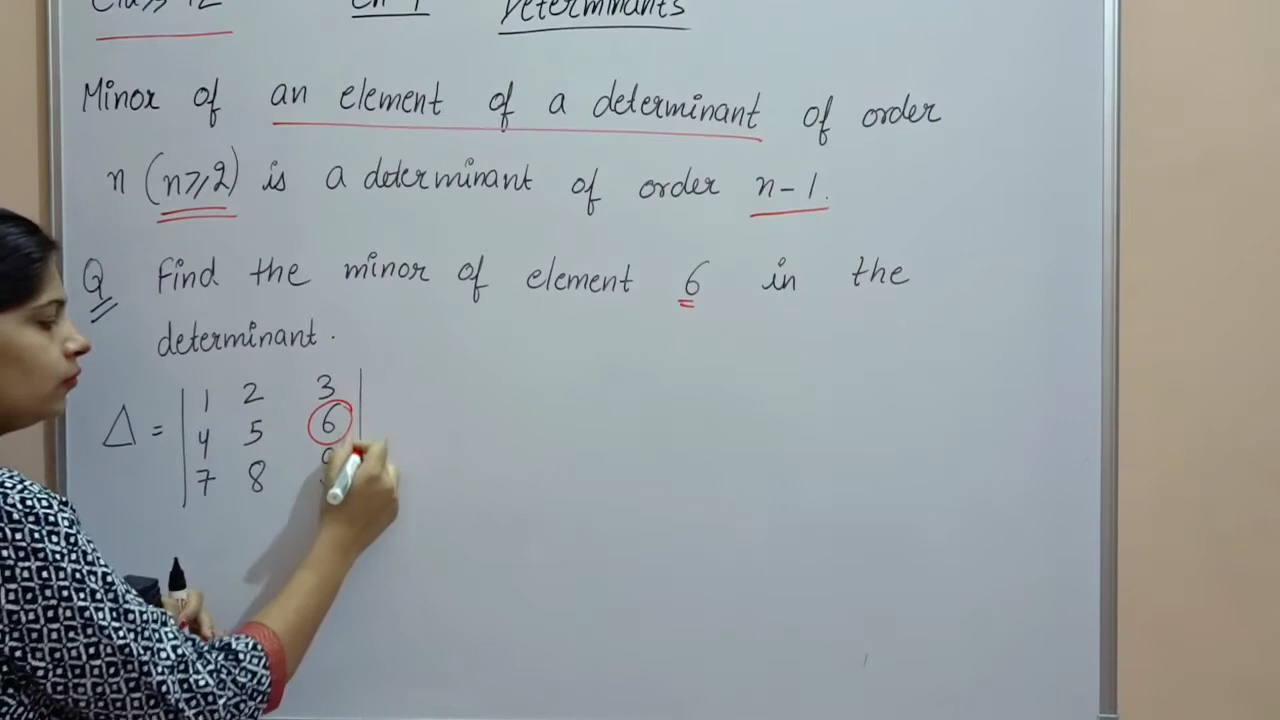 Class 12 Ch 4 Determinants
Minor of an element of a determinant of order
n (n≥2) is a determinant of order n-1.
Q Find the minor of element 6 in the
determinant.
Δ = | 1 2 3 |
4 5 6
7 8 9